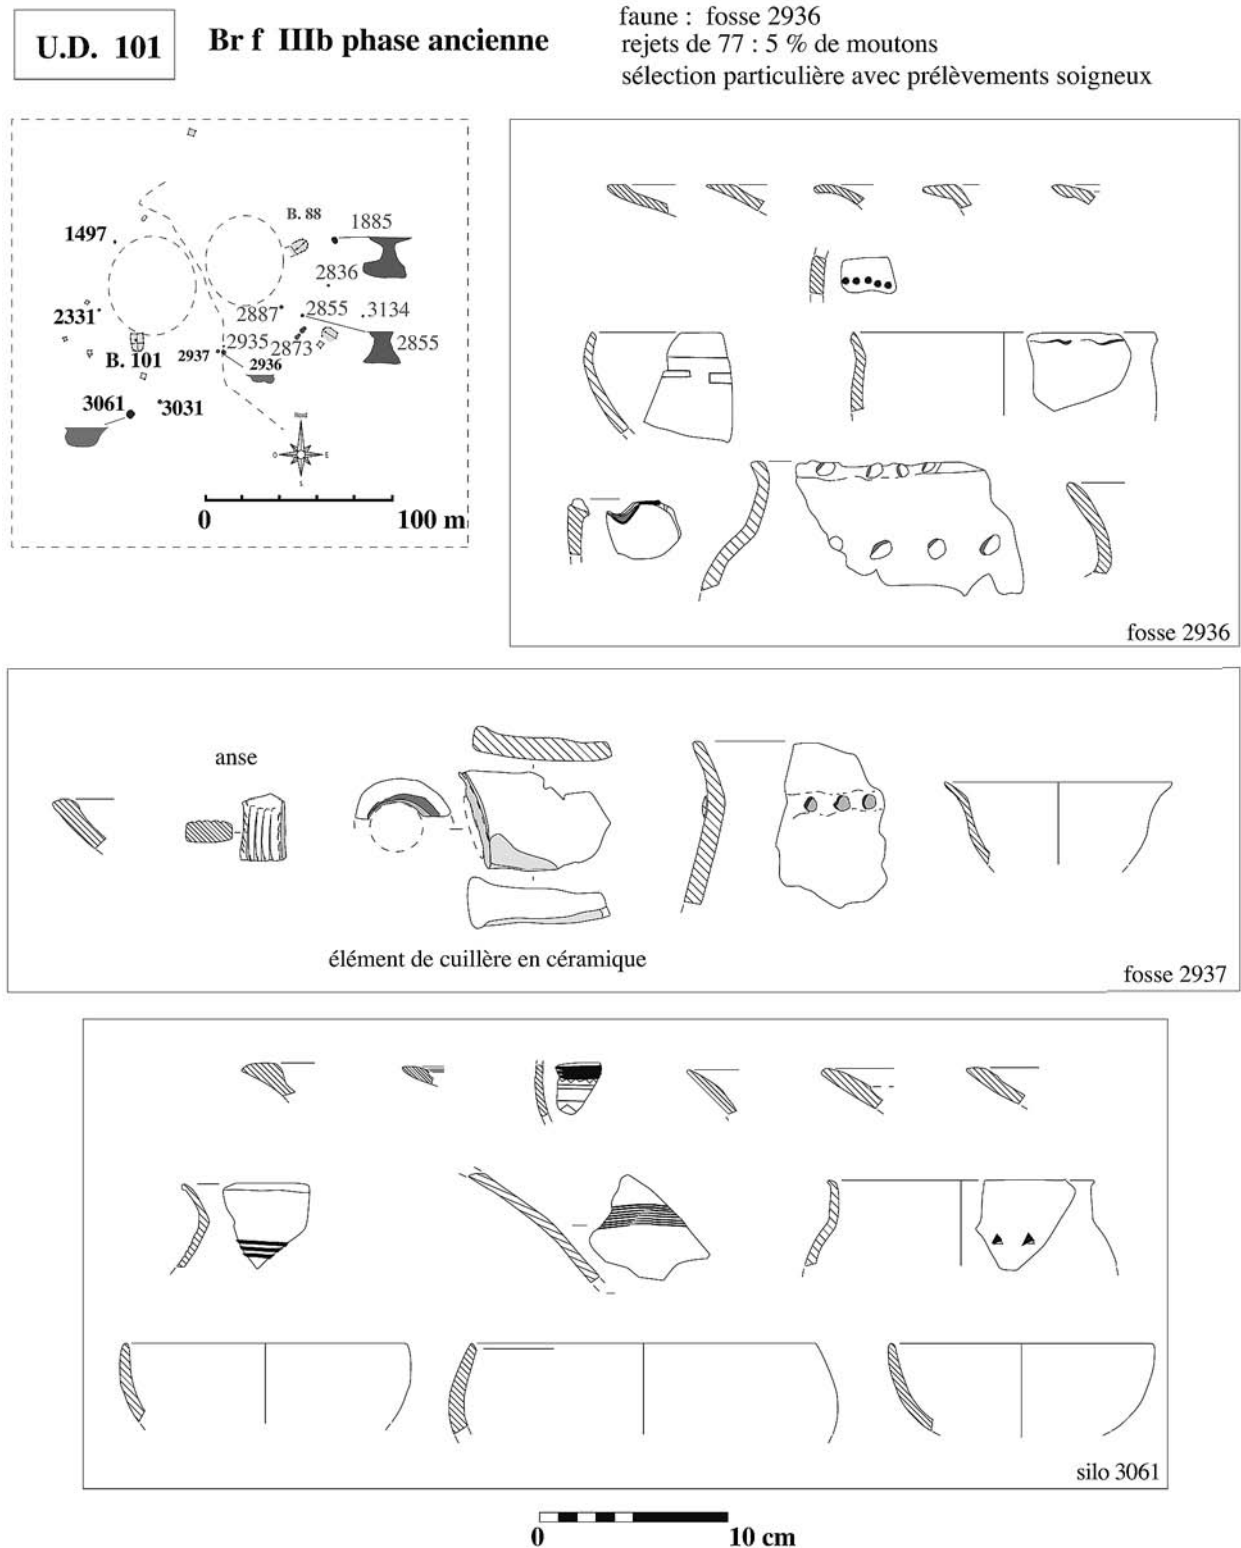 U.D. 101
Br f IIIb phase ancienne
faune : fosse 2936
rejets de 77 : 5 % de moutons
sélection particulière avec prélèvements soigneux
B. 88
1885
1497
2836
2887
2855
3134
2331
2935
2873
2855
B. 101
2937
2936
3061
3031
Nord
O
E
S
0
100 m
fosse 2936
anse
élément de cuillère en céramique
fosse 2937
silo 3061
0
10 cm